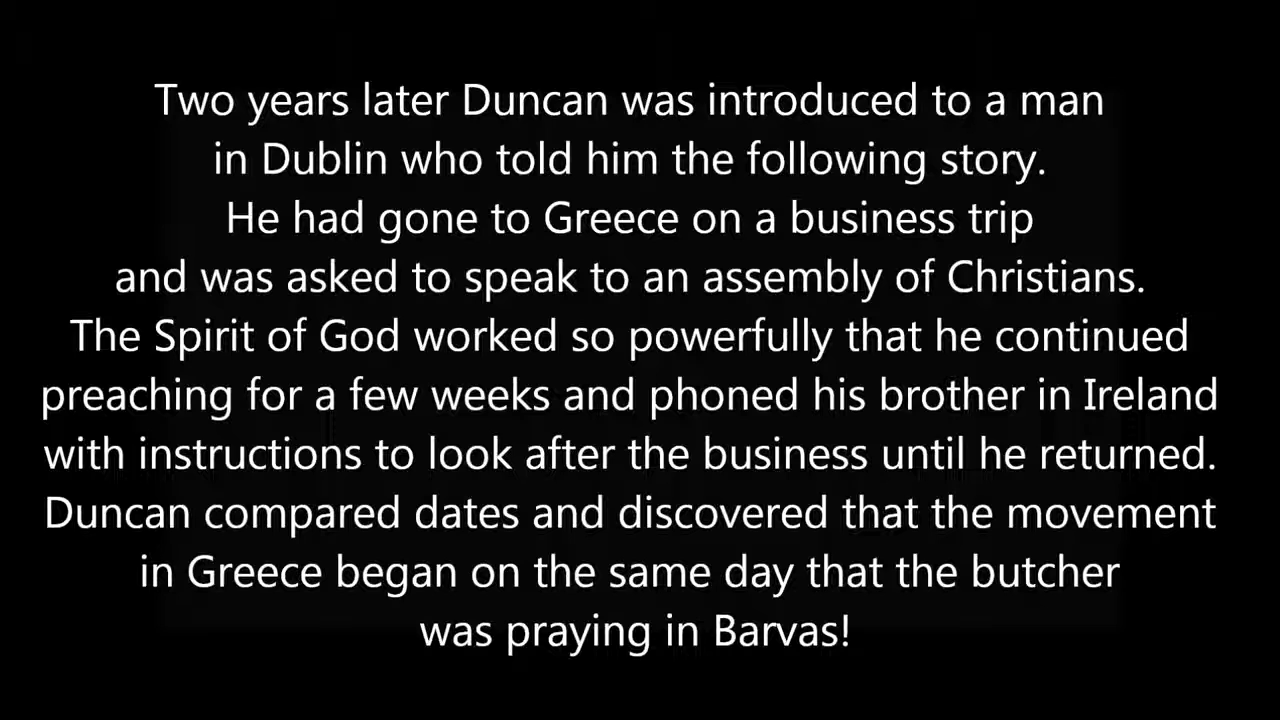 Two years later Duncan was introduced to a man
in Dublin who told him the following story.
He had gone to Greece on a business trip
and was asked to speak to an assembly of Christians.
The Spirit of God worked so powerfully that he continued
preaching for a few weeks and phoned his brother in Ireland
with instructions to look after the business until he returned.
Duncan compared dates and discovered that the movement
in Greece began on the same day that the butcher
was praying in Barvas!